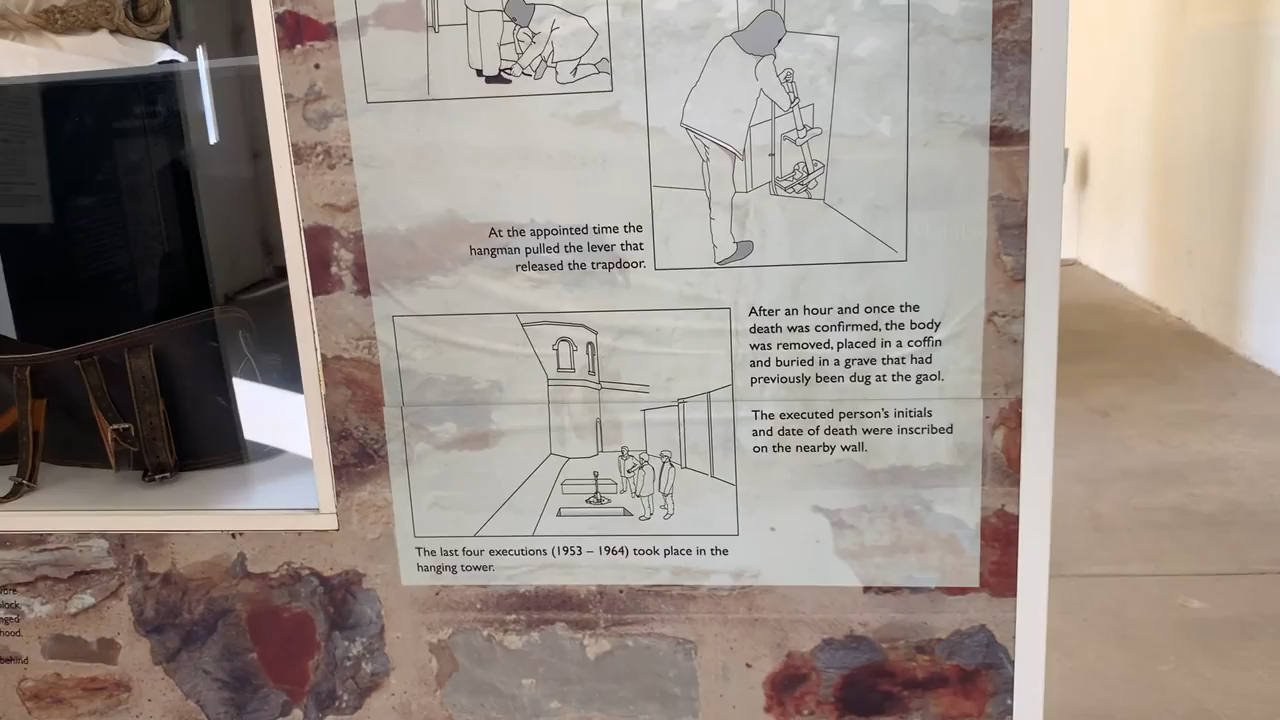 At the appointed time the
hangman pulled the lever that
released the trapdoor.
After an hour and once the
death was confirmed, the body
was removed, placed in a coffin
and buried in a grave that had
previously been dug at the gaol.
The executed person's initials
and date of death were inscribed
on the nearby wall.
The last four executions (1953 – 1964) took place in the
hanging tower.
behind